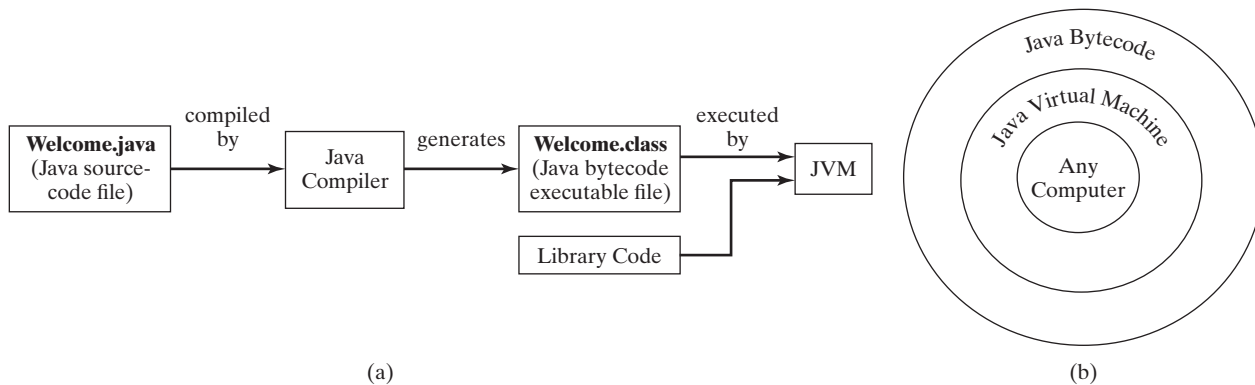 Welcome.java
(Java source-
code file)
compiled
by
Java
Compiler
generates
Welcome.class
(Java bytecode
executable file)
executed
by
JVM
Library Code
(a)
Java Bytecode
Java Virtual Machine
Any
Computer
(b)